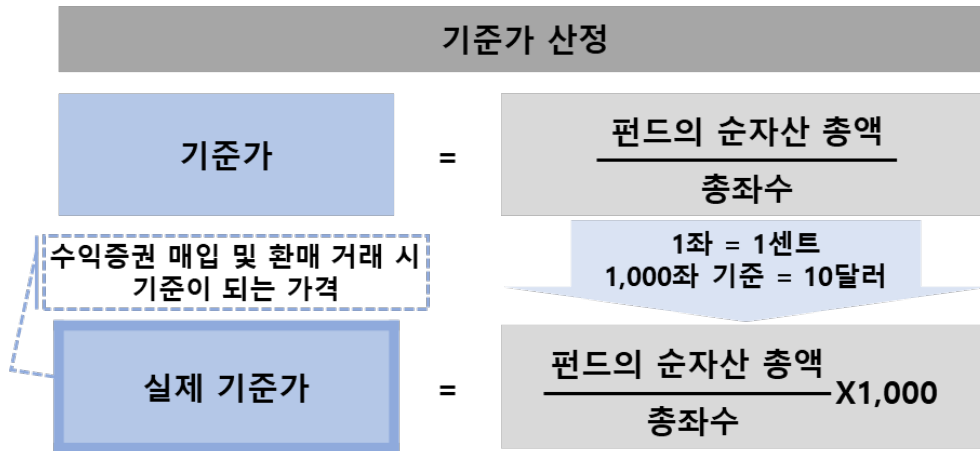 기준가 산정
기준가
=
펀드의 순자산 총액
총좌수
수익증권 매입 및 환매 거래 시
기준이 되는 가격
1좌 = 1센트
1,000좌 기준 = 10달러
실제 기준가
=
펀드의 순자산 총액
총좌수
X1,000